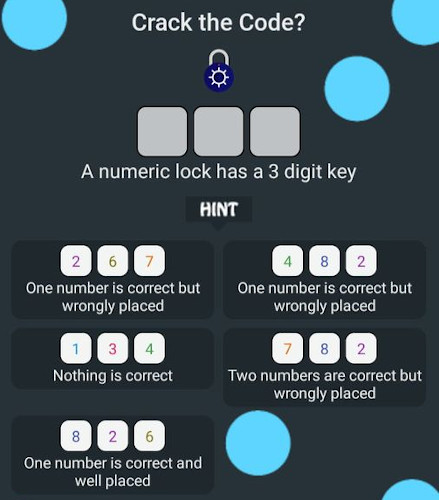 Crack the Code?
A numeric lock has a 3 digit key
HINT
2 6 7
One number is correct but
wrongly placed
4 8 2
One number is correct but
wrongly placed
1 3 4
Nothing is correct
7 8 2
Two numbers are correct but
wrongly placed
8 2 6
One number is correct and
well placed